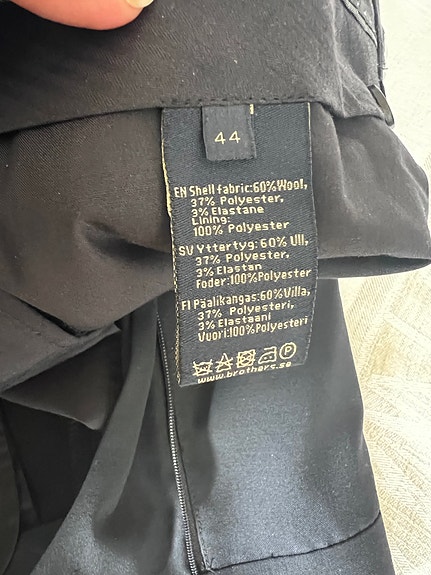 44
EN Shell fabric:60%Wool,
37% Polyester,
3% Elastane
Lining:
100% Polyester
SV Yttertyg: 60% Ull,
37% Polyester,
3% Elastan
Foder:100%Polyester
FI Päälikangas:60%Villa,
37% Polyesteri,
3% Elastaani
Vuori:100%Polyesteri
P
www.brothers.se